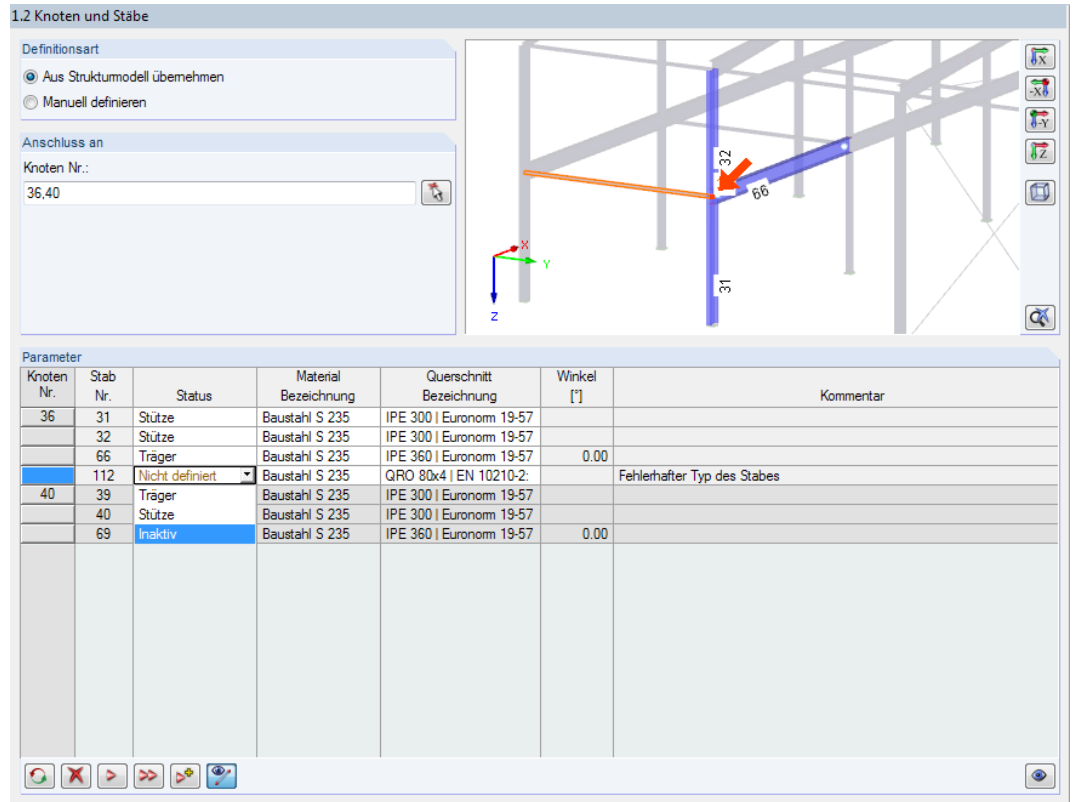 1.2 Knoten und Stäbe
Definitionsart
Aus Strukturmodell übernehmen
Manuell definieren
Anschluss an
Knoten Nr.:
36,40
32
66
31
X
Y
Z
X
-X
-Y
Z
Parameter
Knoten Nr. Stab Nr. Status Material Bezeichnung Querschnitt Bezeichnung Winkel [°] Kommentar
36 31 Stütze Baustahl S 235 IPE 300 | Euronorm 19-57
32 Stütze Baustahl S 235 IPE 300 | Euronorm 19-57
66 Träger Baustahl S 235 IPE 360 | Euronorm 19-57 0.00
112 Nicht definiert Baustahl S 235 QRO 80x4 | EN 10210-2: Fehlerhafter Typ des Stabes
40 39 Träger Baustahl S 235 IPE 300 | Euronorm 19-57
40 Stütze Baustahl S 235 IPE 300 | Euronorm 19-57
69 Inaktiv Baustahl S 235 IPE 360 | Euronorm 19-57 0.00